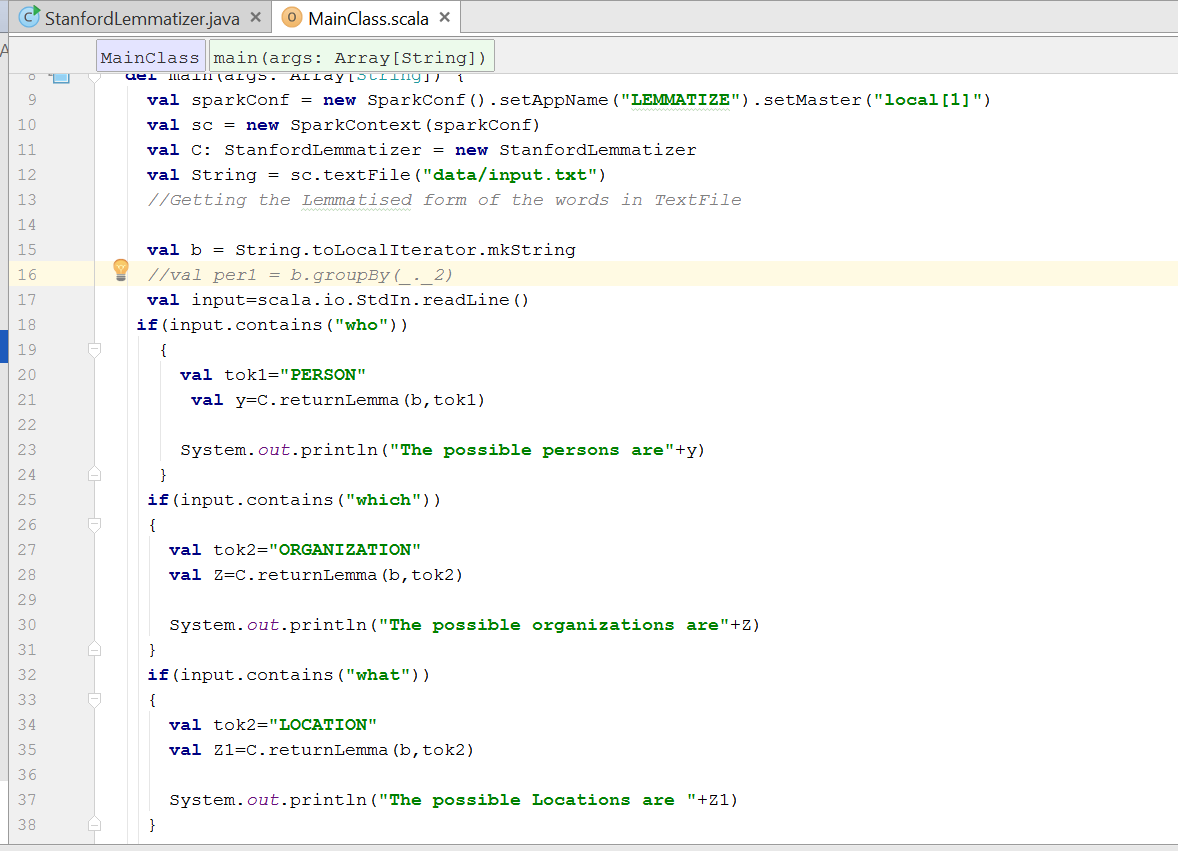 StanfordLemmatizer.java × MainClass.scala ×
MainClass main(args: Array[String])
8 def main(args: Array[String]) {
9 val sparkConf = new SparkConf().setAppName("LEMMATIZE").setMaster("local[1]")
10 val sc = new SparkContext(sparkConf)
11 val C: StanfordLemmatizer = new StanfordLemmatizer
12 val String = sc.textFile("data/input.txt")
13 //Getting the Lemmatised form of the words in TextFile
14
15 val b = String.toLocalIterator.mkString
16 //val per1 = b.groupBy(_._2)
17 val input=scala.io.StdIn.readLine()
18 if(input.contains("who"))
19 {
20 val tok1="PERSON"
21 val y=C.returnLemma(b,tok1)
22
23 System.out.println("The possible persons are"+y)
24 }
25 if(input.contains("which"))
26 {
27 val tok2="ORGANIZATION"
28 val Z=C.returnLemma(b,tok2)
29
30 System.out.println("The possible organizations are"+Z)
31 }
32 if(input.contains("what"))
33 {
34 val tok2="LOCATION"
35 val Z1=C.returnLemma(b,tok2)
36
37 System.out.println("The possible Locations are "+Z1)
38 }